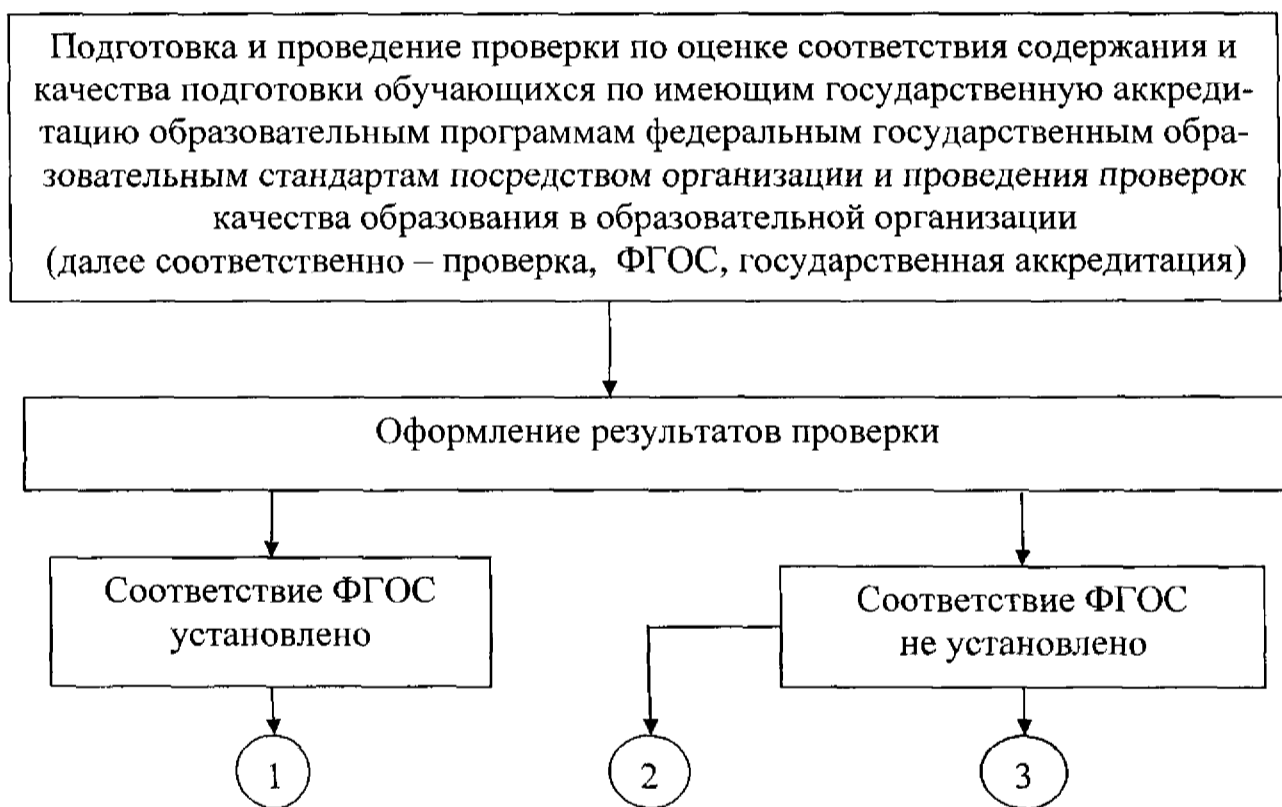 Подготовка и проведение проверки по оценке соответствия содержания и
качества подготовки обучающихся по имеющим государственную аккреди-
тацию образовательным программам федеральным государственным обра-
зовательным стандартам посредством организации и проведения проверок
качества образования в образовательной организации
(далее соответственно – проверка, ФГОС, государственная аккредитация)
Оформление результатов проверки
Соответствие ФГОС
установлено
Соответствие ФГОС
не установлено
1
2
3